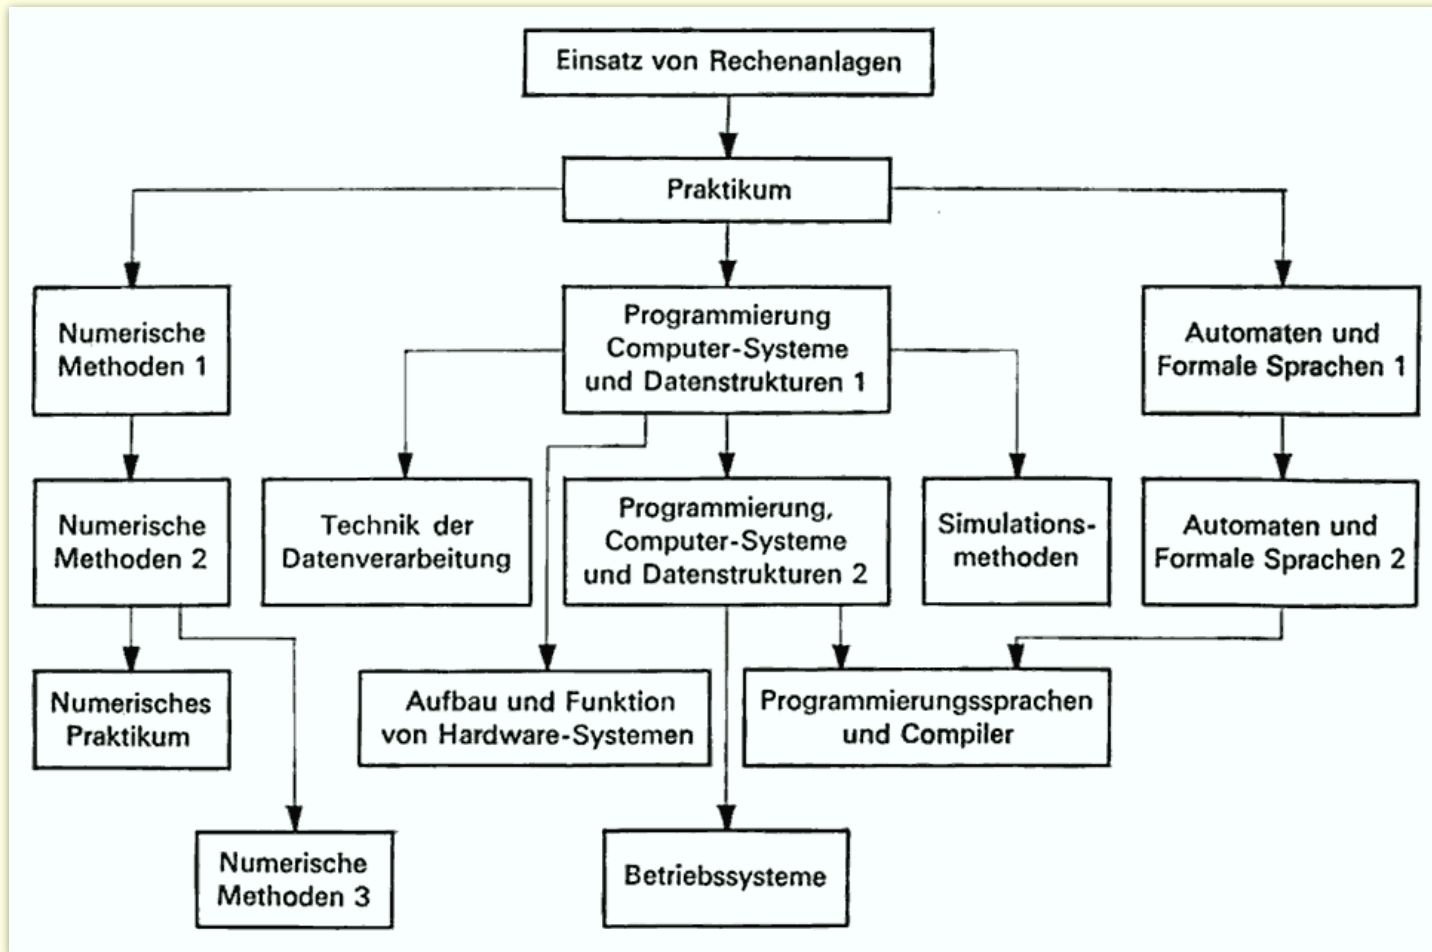 Einsatz von Rechenanlagen
Praktikum
Numerische
Methoden 1
Programmierung
Computer-Systeme
und Datenstrukturen 1
Automaten und
Formale Sprachen 1
Numerische
Methoden 2
Technik der
Datenverarbeitung
Programmierung,
Computer-Systeme
und Datenstrukturen 2
Simulations-
methoden
Automaten und
Formale Sprachen 2
Numerisches
Praktikum
Aufbau und Funktion
von Hardware-Systemen
Programmierungssprachen
und Compiler
Numerische
Methoden 3
Betriebssysteme